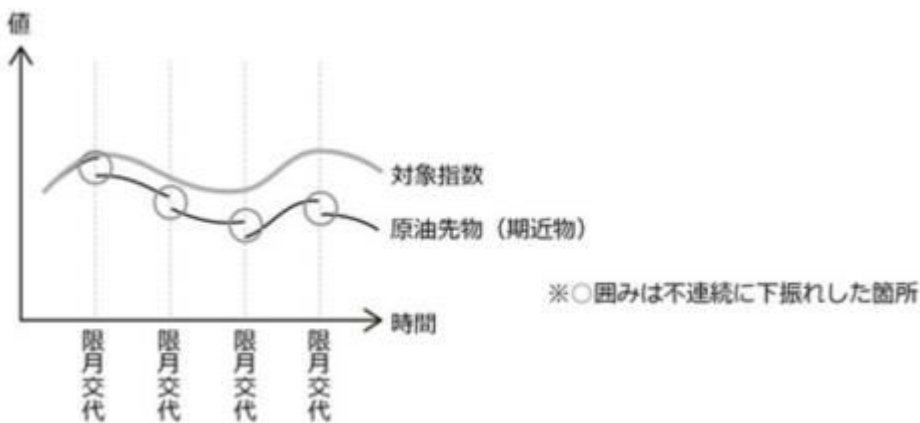 値
対象指数
原油先物（期近物）
※○囲みは不連続に下振れした箇所
時間
限月交代
限月交代
限月交代
限月交代